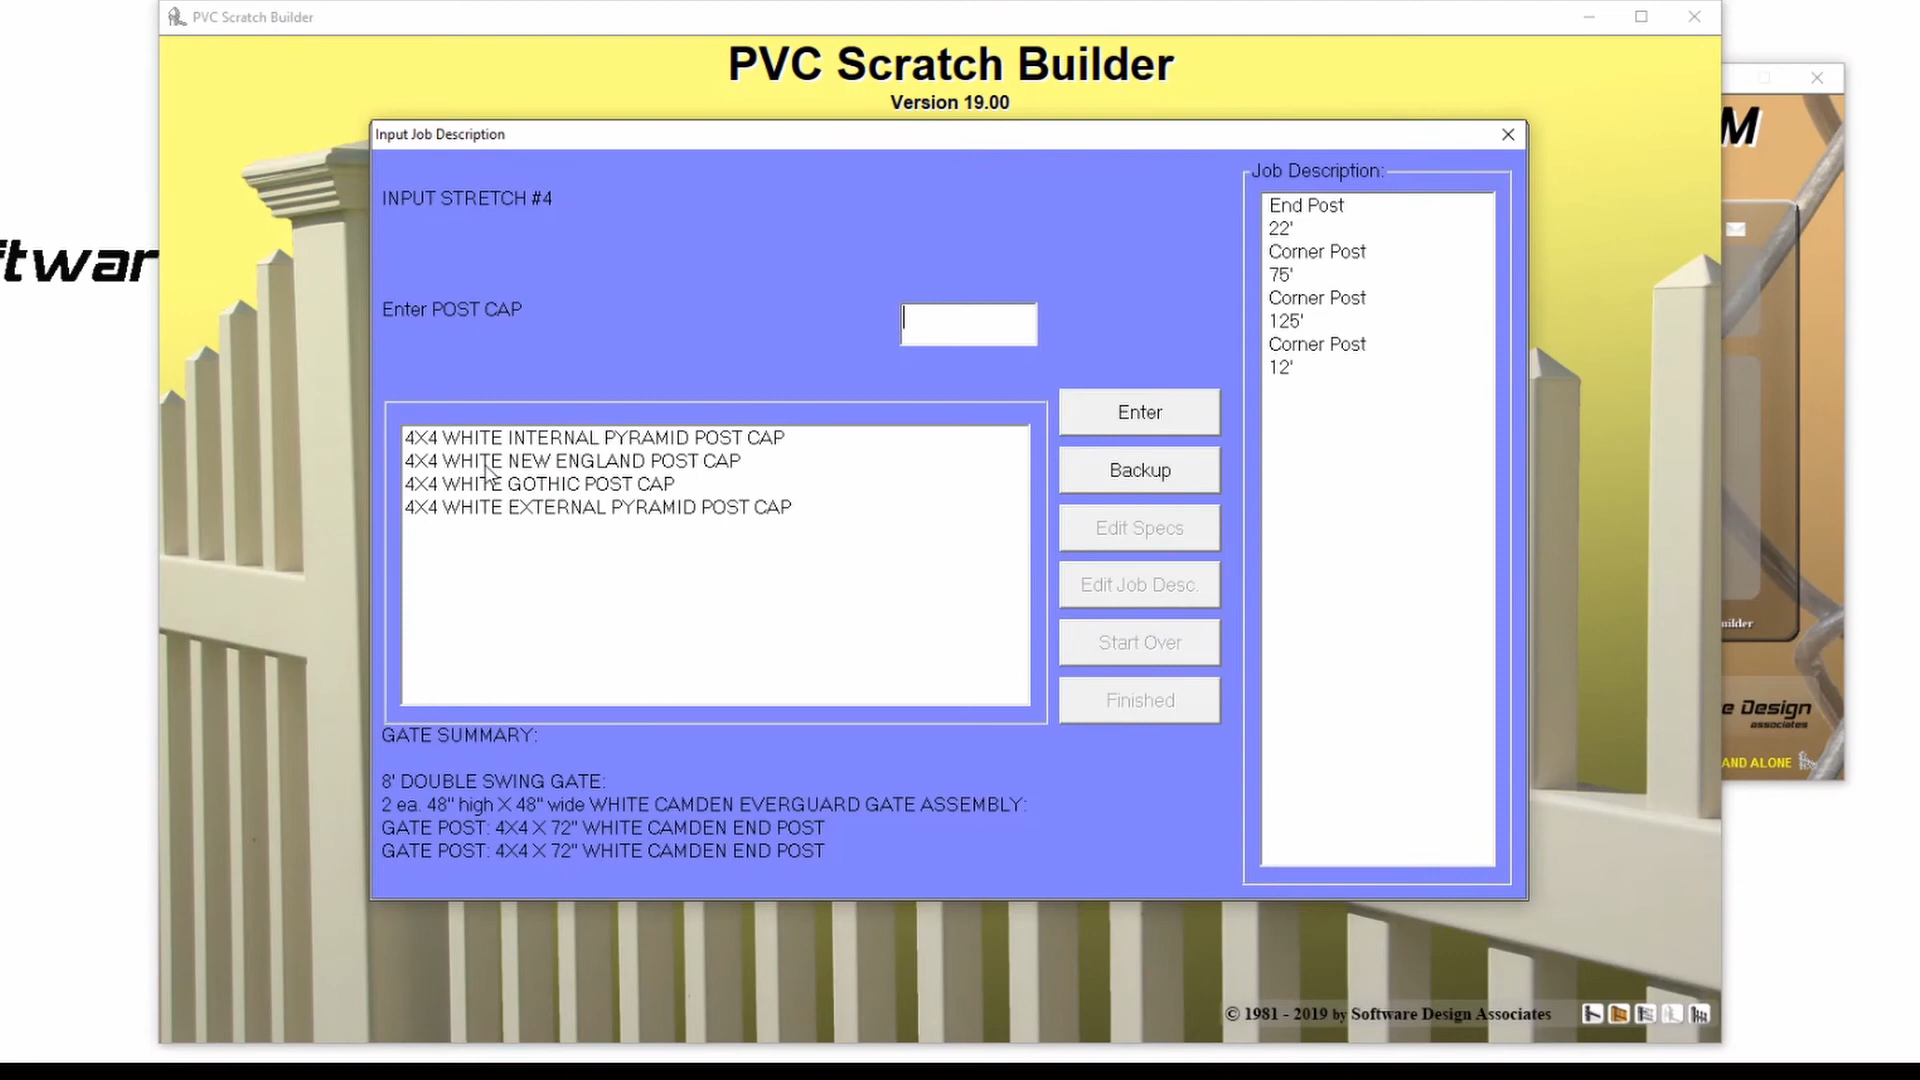 PVC Scratch Builder
PVC Scratch Builder
Version 19.00
Input Job Description
INPUT STRETCH #4
Enter POST CAP
4X4 WHITE INTERNAL PYRAMID POST CAP
4X4 WHITE NEW ENGLAND POST CAP
4X4 WHITE GOTHIC POST CAP
4X4 WHITE EXTERNAL PYRAMID POST CAP
Enter
Backup
Edit Specs
Edit Job Desc.
Start Over
Finished
GATE SUMMARY:
8' DOUBLE SWING GATE:
2 ea. 48" high X 48" wide WHITE CAMDEN EVERGUARD GATE ASSEMBLY:
GATE POST: 4X4 X 72" WHITE CAMDEN END POST
GATE POST: 4X4 X 72" WHITE CAMDEN END POST
Job Description:
End Post
22'
Corner Post
75'
Corner Post
125'
Corner Post
12'
© 1981 - 2019 by Software Design Associates
twar
M
uilder
e Design
associates
AND ALONE